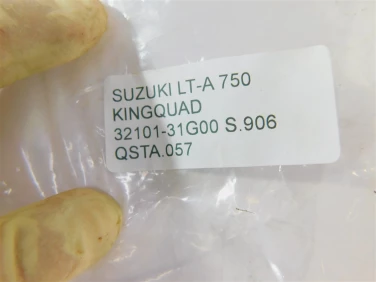 SUZUKI LT-A 750
KINGQUAD
32101-31G00 S.906
QSTA.057